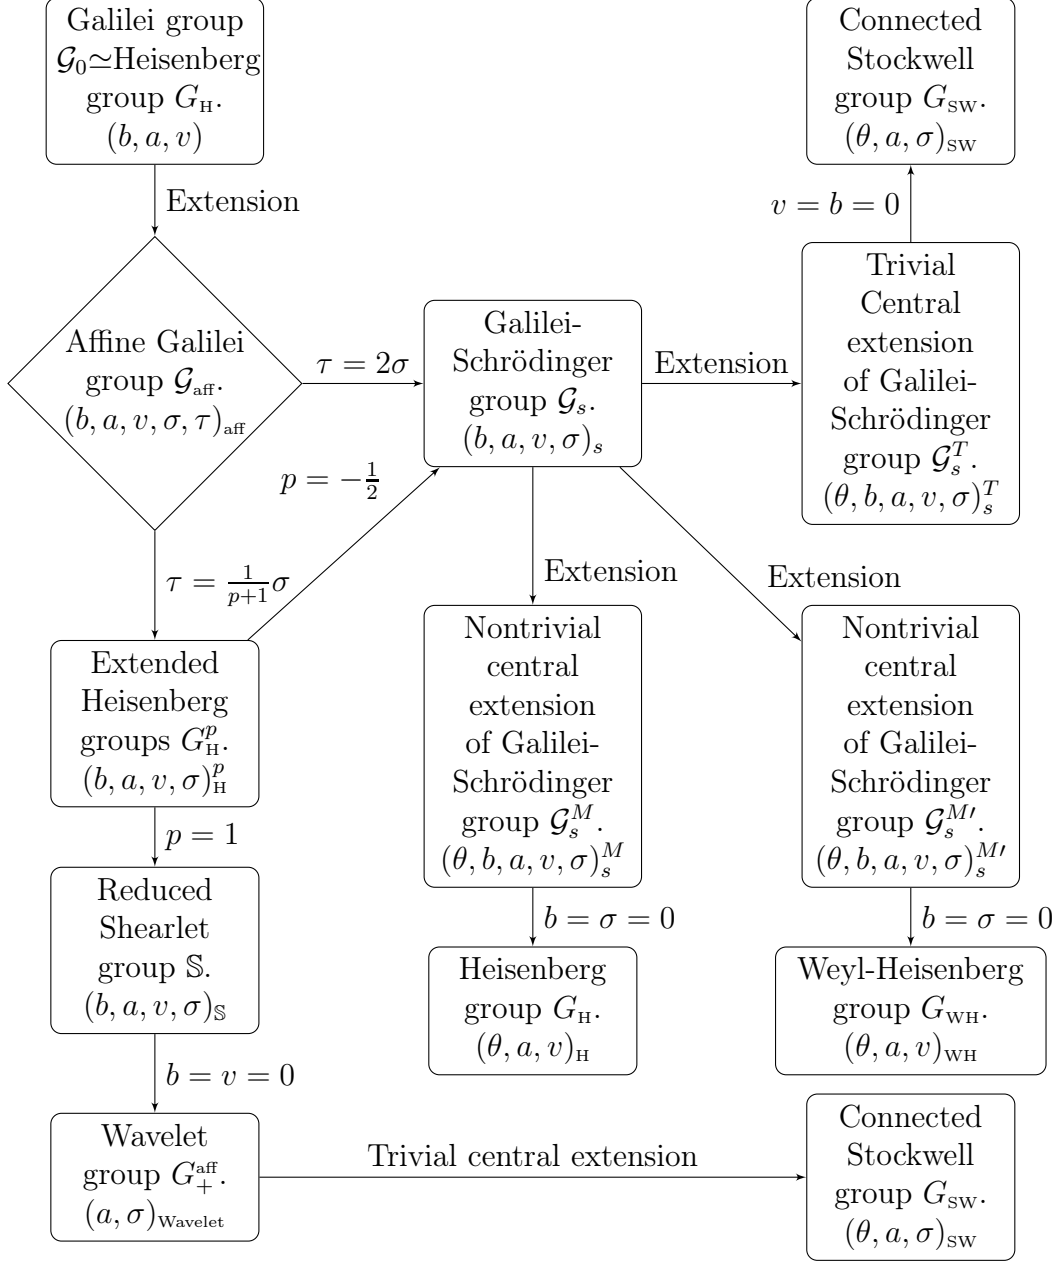 Galilei group
𝒢₀≃Heisenberg
group G_H.
(b, a, v)
Extension
Affine Galilei
group 𝒢_aff.
(b, a, v, σ, τ)_aff
τ = 2σ
Galilei-
Schrödinger
group 𝒢_s.
(b, a, v, σ)_s
Extension
Trivial
Central
extension
of Galilei-
Schrödinger
group 𝒢_s^T.
(θ, b, a, v, σ)_s^T
v = b = 0
Connected
Stockwell
group G_SW.
(θ, a, σ)_SW
p = −1/2
τ = 1/(p+1) σ
Extension
Extension
Extended
Heisenberg
groups G_H^p.
(b, a, v, σ)_H^p
p = 1
Reduced
Shearlet
group 𝕊.
(b, a, v, σ)_𝕊
b = v = 0
Wavelet
group G_+^aff.
(a, σ)_Wavelet
Nontrivial
central
extension
of Galilei-
Schrödinger
group 𝒢_s^M.
(θ, b, a, v, σ)_s^M
b = σ = 0
Heisenberg
group G_H.
(θ, a, v)_H
Nontrivial
central
extension
of Galilei-
Schrödinger
group 𝒢_s^M′.
(θ, b, a, v, σ)_s^M′
b = σ = 0
Weyl-Heisenberg
group G_WH.
(θ, a, v)_WH
Trivial central extension
Connected
Stockwell
group G_SW.
(θ, a, σ)_SW